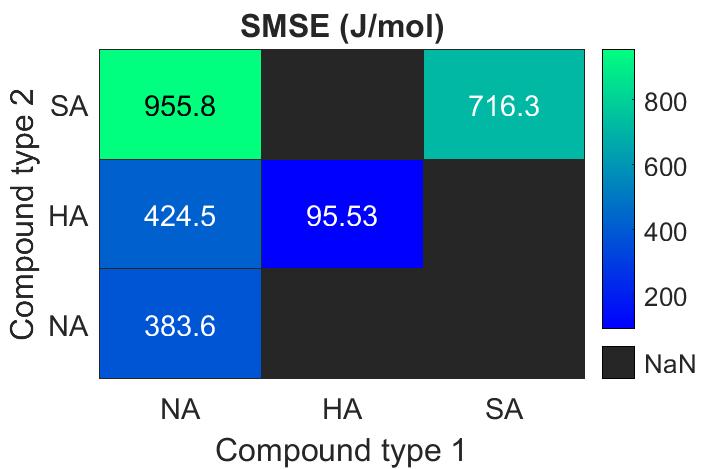 SMSE (J/mol)
Compound type 2
SA
955.8
716.3
HA
424.5
95.53
NA
383.6
NA
HA
SA
Compound type 1
800
600
400
200
NaN